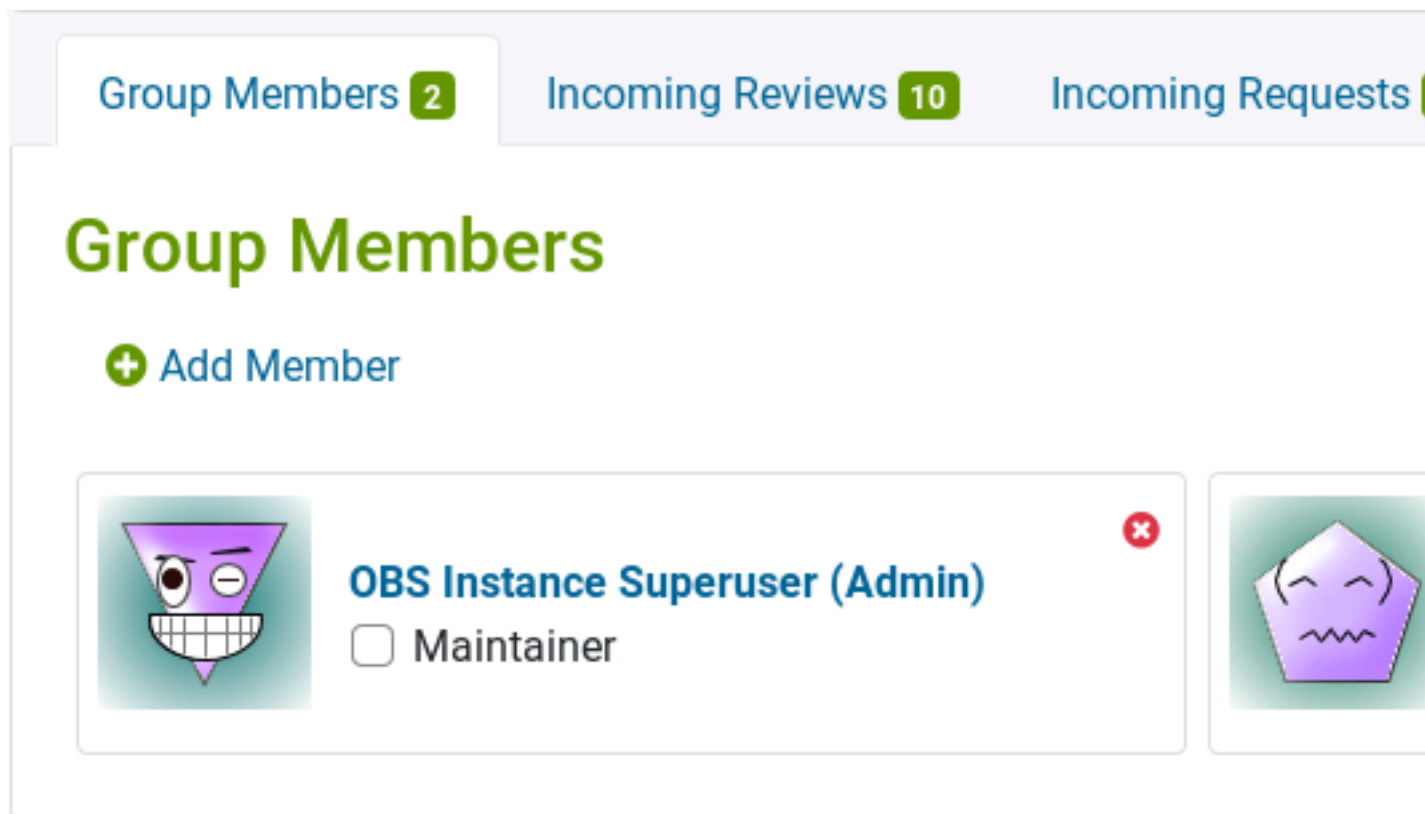 Group Members 2 Incoming Reviews 10 Incoming Requests
Group Members
Add Member
OBS Instance Superuser (Admin)
Maintainer